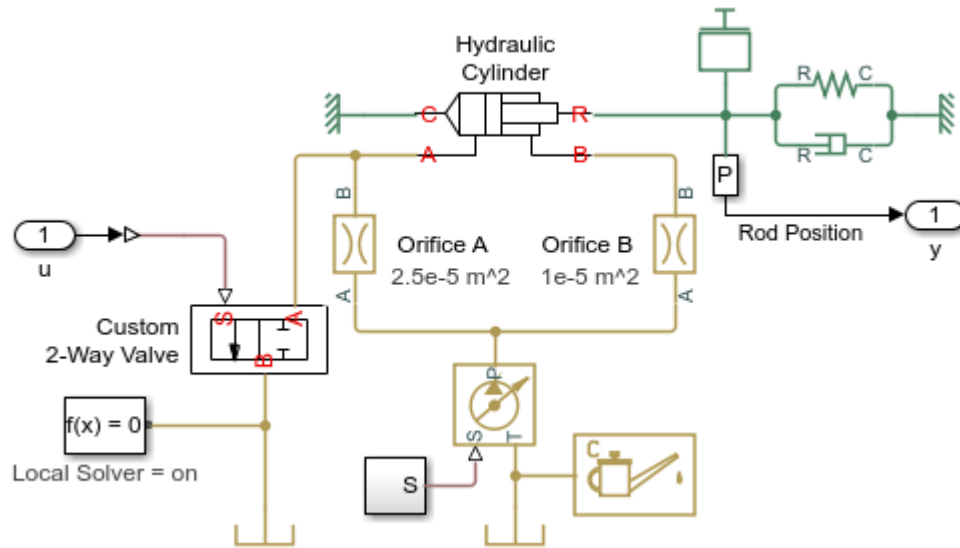 Hydraulic
Cylinder
C
R
A
B
R
C
R
C
P
1
u
Rod Position
1
y
B
B
Orifice A
2.5e-5 m^2
Orifice B
1e-5 m^2
A
A
Custom
2-Way Valve
S
A
B
f(x) = 0
Local Solver = on
P
S
T
S
C